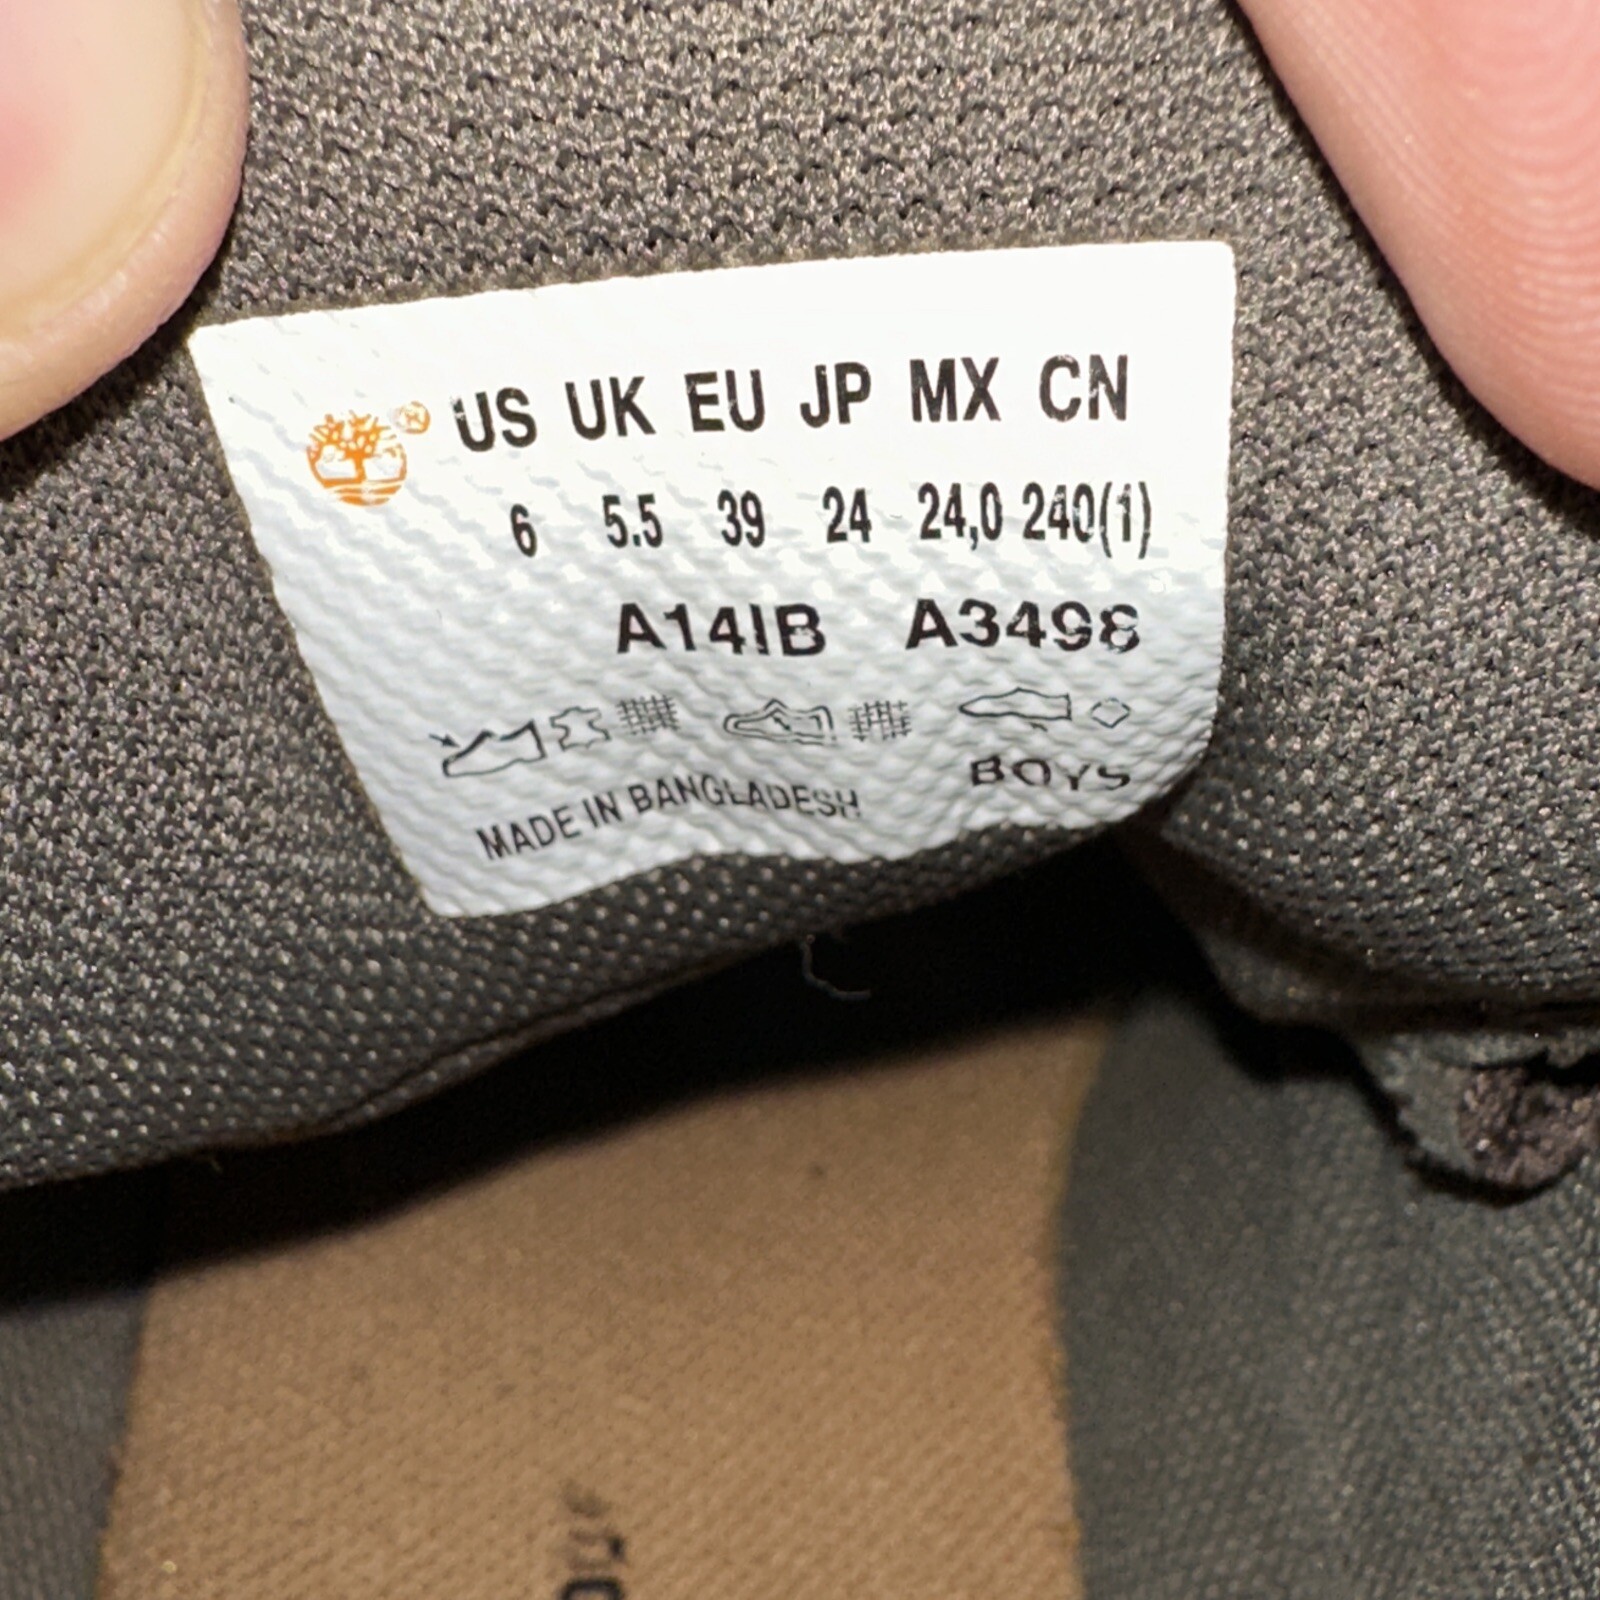 US UK EU JP MX CN
6 5.5 39 24 24,0 240(1)
A14IB A3498
BOYS
MADE IN BANGLADESH